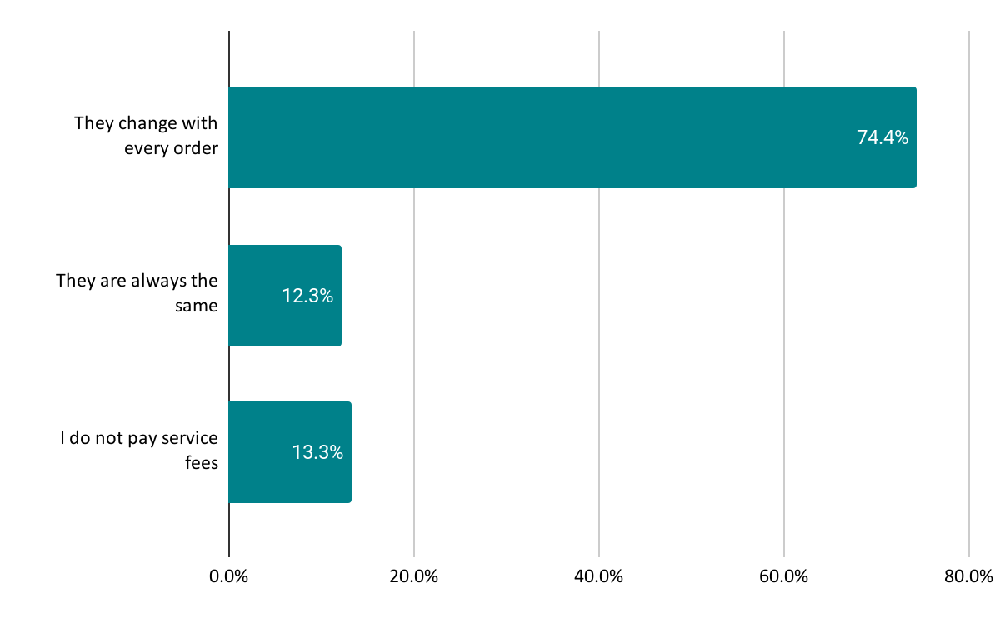 They change with
every order
74.4%
They are always the
same
12.3%
I do not pay service
fees
13.3%
0.0%
20.0%
40.0%
60.0%
80.0%